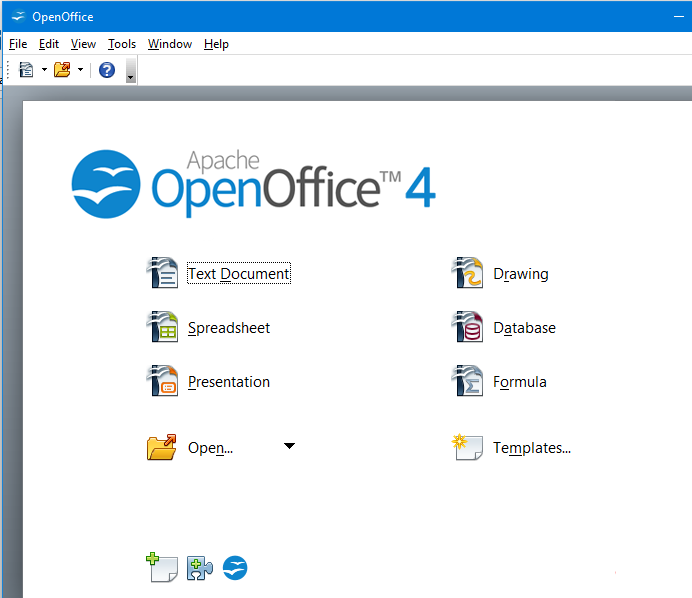 OpenOffice
File Edit View Tools Window Help
Apache
OpenOffice™ 4
Text Document
Drawing
Spreadsheet
Database
Presentation
Formula
Open...
Templates...